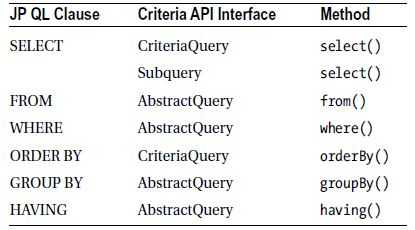 JP QL Clause Criteria API Interface Method
SELECT CriteriaQuery select()
Subquery select()
FROM AbstractQuery from()
WHERE AbstractQuery where()
ORDER BY CriteriaQuery orderBy()
GROUP BY AbstractQuery groupBy()
HAVING AbstractQuery having()